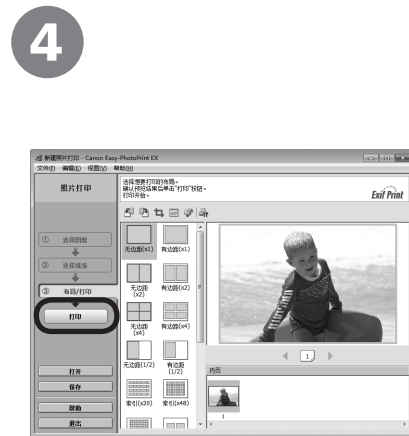 4
新建照片打印 - Canon Easy-PhotoPrint EX
文件(F) 编辑(E) 视图(V) 帮助(H)
照片打印
选择想要打印的布局。
确认预览结果后单击"打印"按钮。
打印开始。
Exif Print
① 选择图像
② 选择纸张
③ 布局/打印
打印
打开
保存
帮助
退出
无边距(x1) 有边距(x1)
无边距(x2) 有边距(x2)
无边距(x4) 有边距(x4)
无边距(1/2) 有边距(1/2)
索引(x20) 索引(x48)
1
内页
1